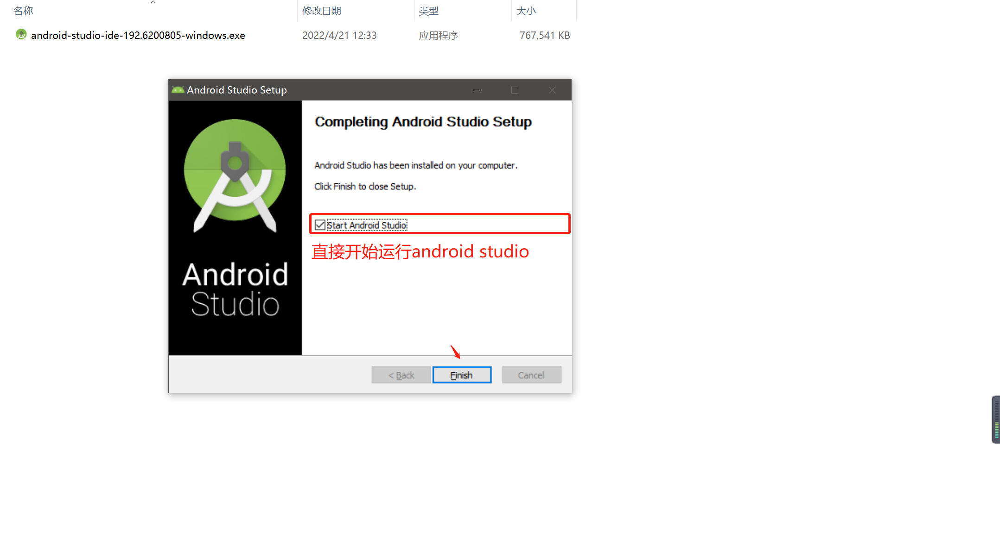 名称 修改日期 类型 大小
android-studio-ide-192.6200805-windows.exe 2022/4/21 12:33 应用程序 767,541 KB
Android Studio Setup
Completing Android Studio Setup
Android Studio has been installed on your computer.
Click Finish to close Setup.
Start Android Studio
直接开始运行android studio
Android
Studio
< Back Finish Cancel